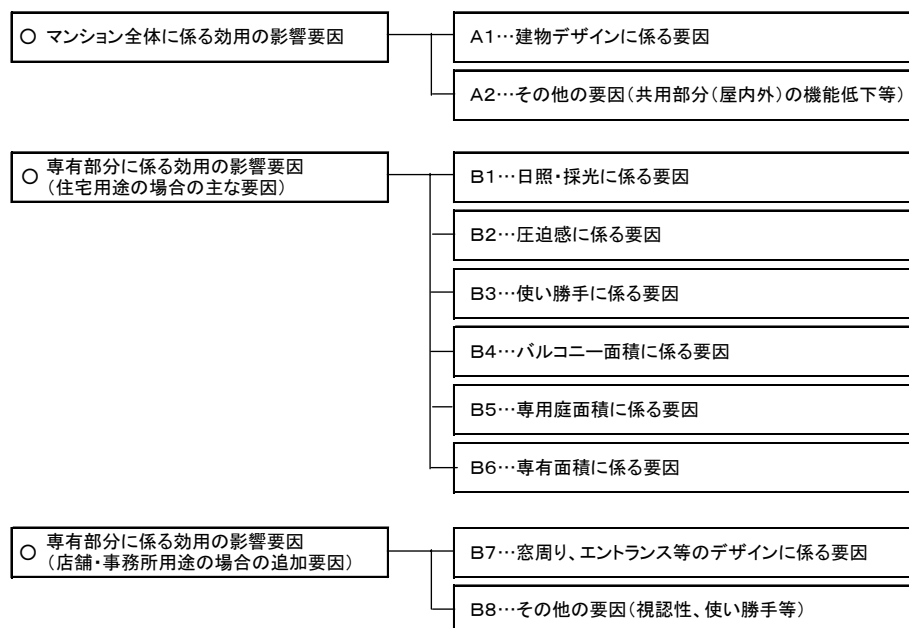 ○ マンション全体に係る効用の影響要因
A1…建物デザインに係る要因
A2…その他の要因(共用部分(屋内外)の機能低下等)
○ 専有部分に係る効用の影響要因
(住宅用途の場合の主な要因)
B1…日照・採光に係る要因
B2…圧迫感に係る要因
B3…使い勝手に係る要因
B4…バルコニー面積に係る要因
B5…専用庭面積に係る要因
B6…専有面積に係る要因
○ 専有部分に係る効用の影響要因
(店舗・事務所用途の場合の追加要因)
B7…窓周り、エントランス等のデザインに係る要因
B8…その他の要因(視認性、使い勝手等)